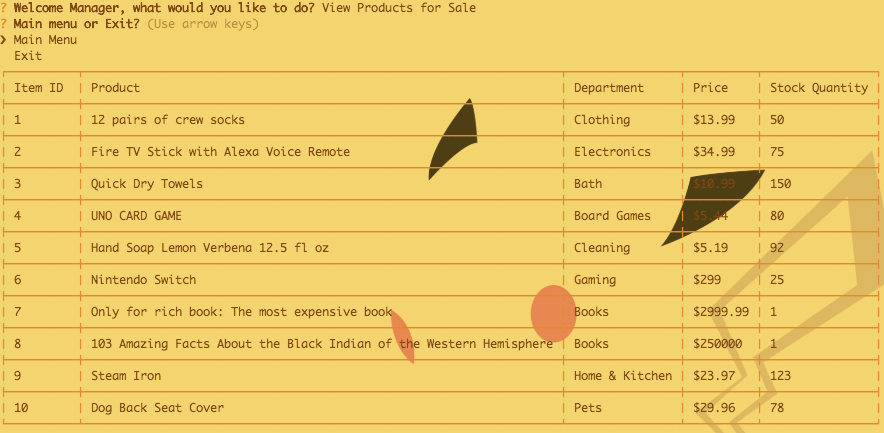 ? Welcome Manager, what would you like to do? View Products for Sale
? Main menu or Exit? (Use arrow keys)
❯ Main Menu
Exit
Item ID Product Department Price Stock Quantity
1 12 pairs of crew socks Clothing $13.99 50
2 Fire TV Stick with Alexa Voice Remote Electronics $34.99 75
3 Quick Dry Towels Bath $10.99 150
4 UNO CARD GAME Board Games 80
5 Hand Soap Lemon Verbena 12.5 fl oz Cleaning $5.19 92
6 Nintendo Switch Gaming $299 25
7 Only for rich book: The most expensive book Books $2999.99 1
8 103 Amazing Facts About the Black Indian of the Western Hemisphere Books $250000 1
9 Steam Iron Home & Kitchen $23.97 123
10 Dog Back Seat Cover Pets $29.96 78